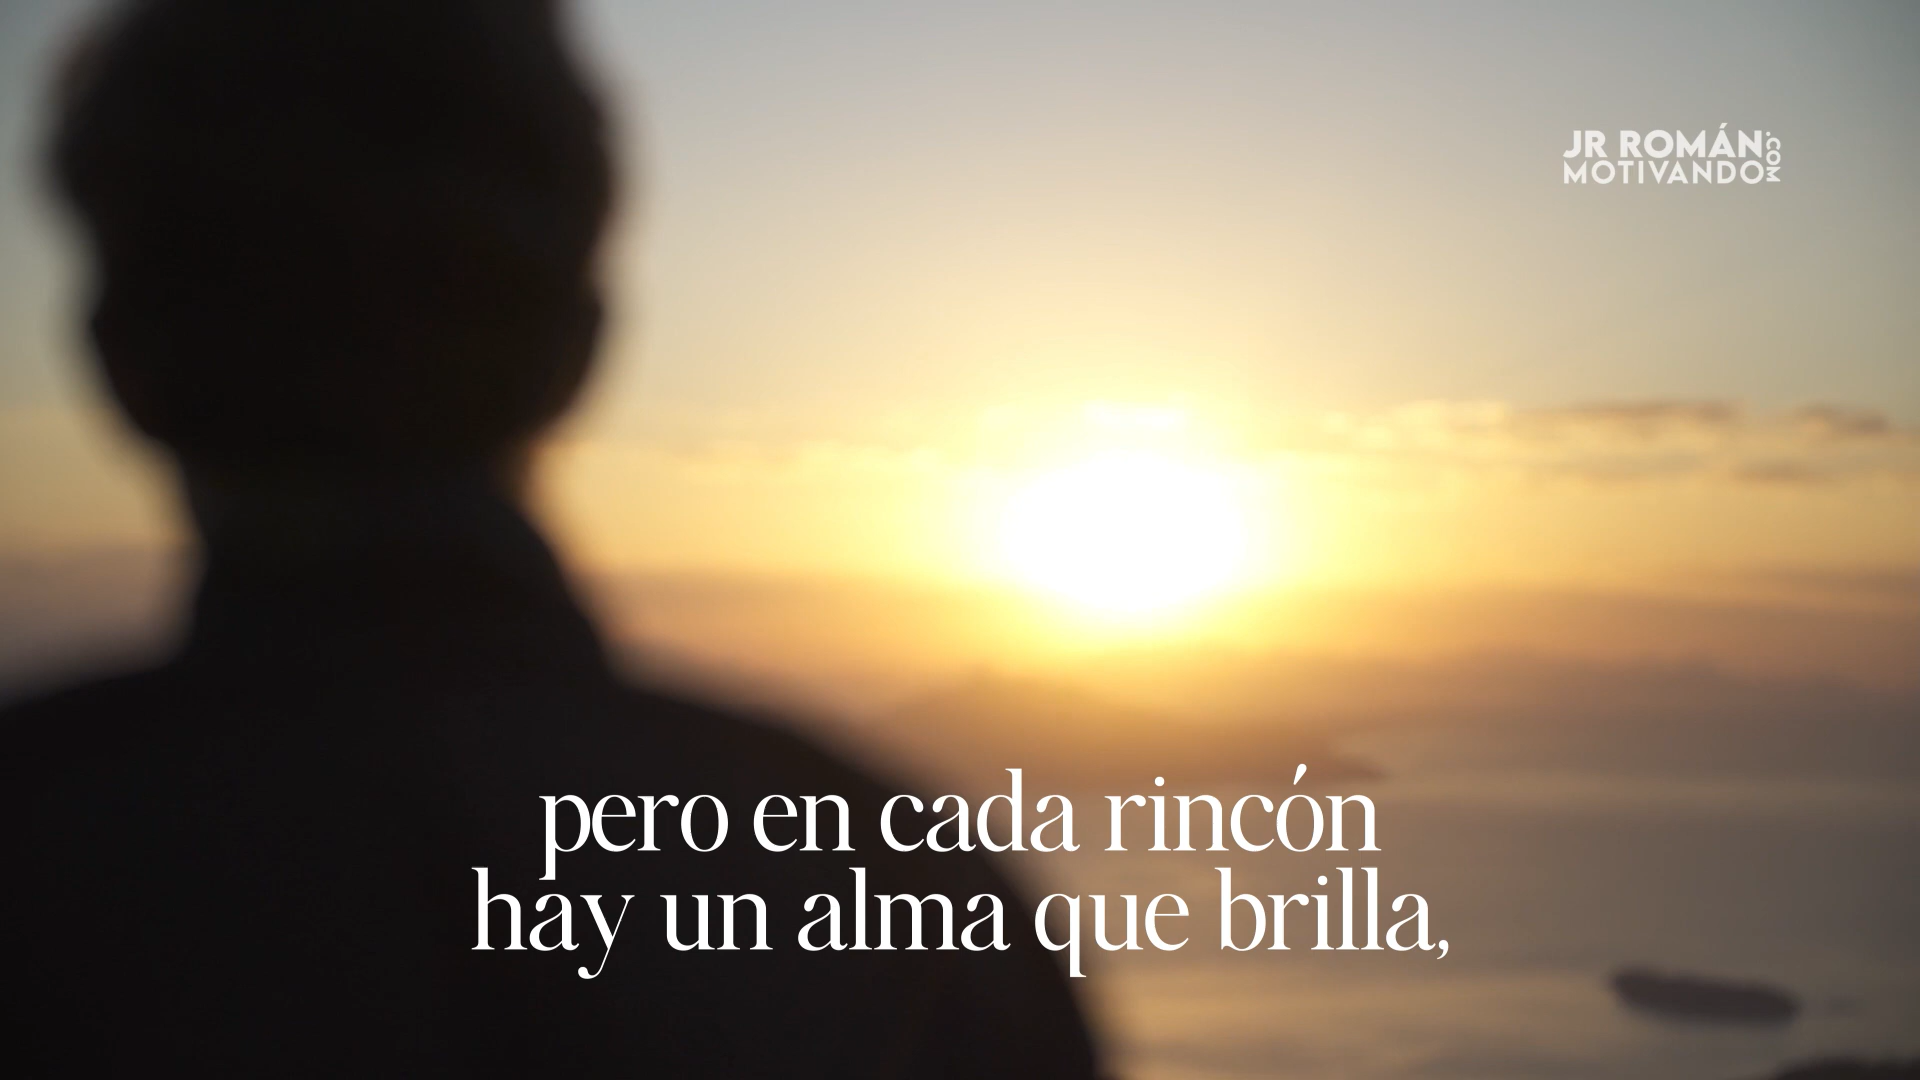 JR ROMÁN
MOTIVANDO
.COM
pero en cada rincón
hay un alma que brilla,